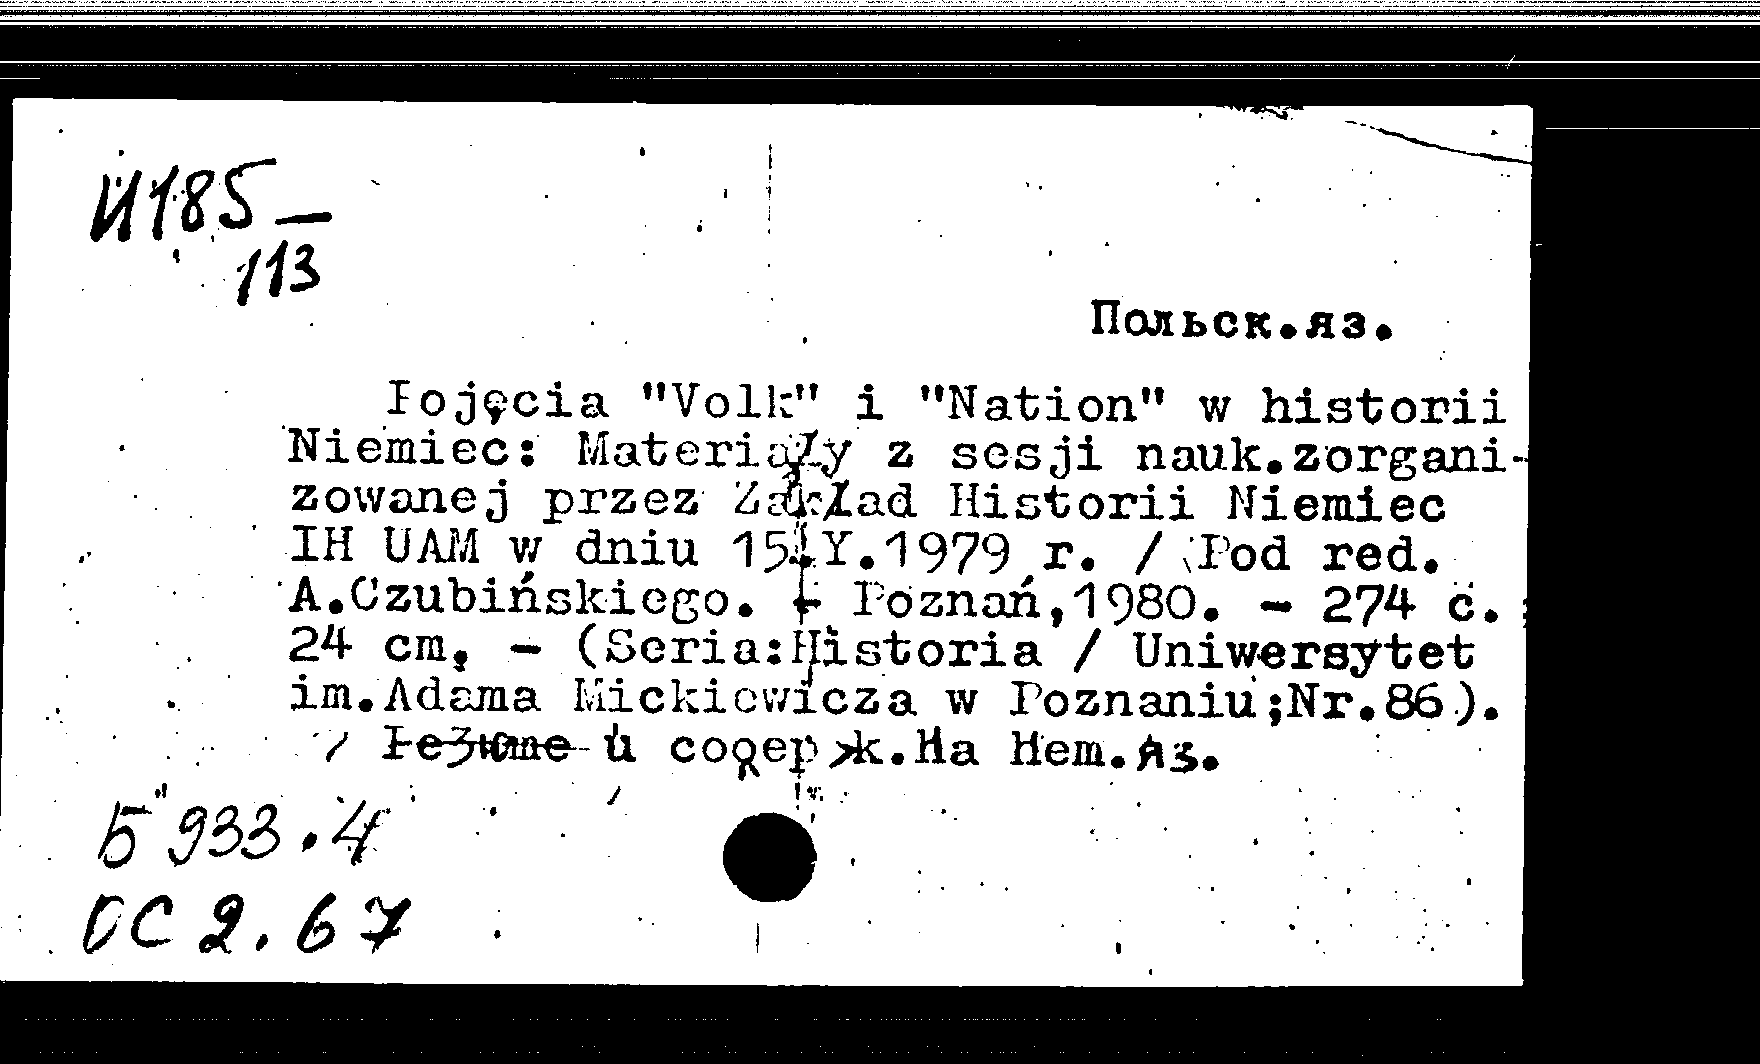 И185-
113
Польск.яз.
Pojęcia "Volk" i "Nation" w historii
Niemiec: Materiały z sesji nauk.zorgani-
zowanej przez Zakład Historii Niemiec
IH UAM w dniu 15.Y.1979 r. / Pod red.
A.Czubińskiego. - Poznań,1980. - 274 c. ;
24 cm. - (Seria:Historia / Uniwersytet
im.Adama Mickiewicza w Poznaniu;Nr.86).
Резюме и содерж.на нем.яз.
Б 933.4
ОС 2.67